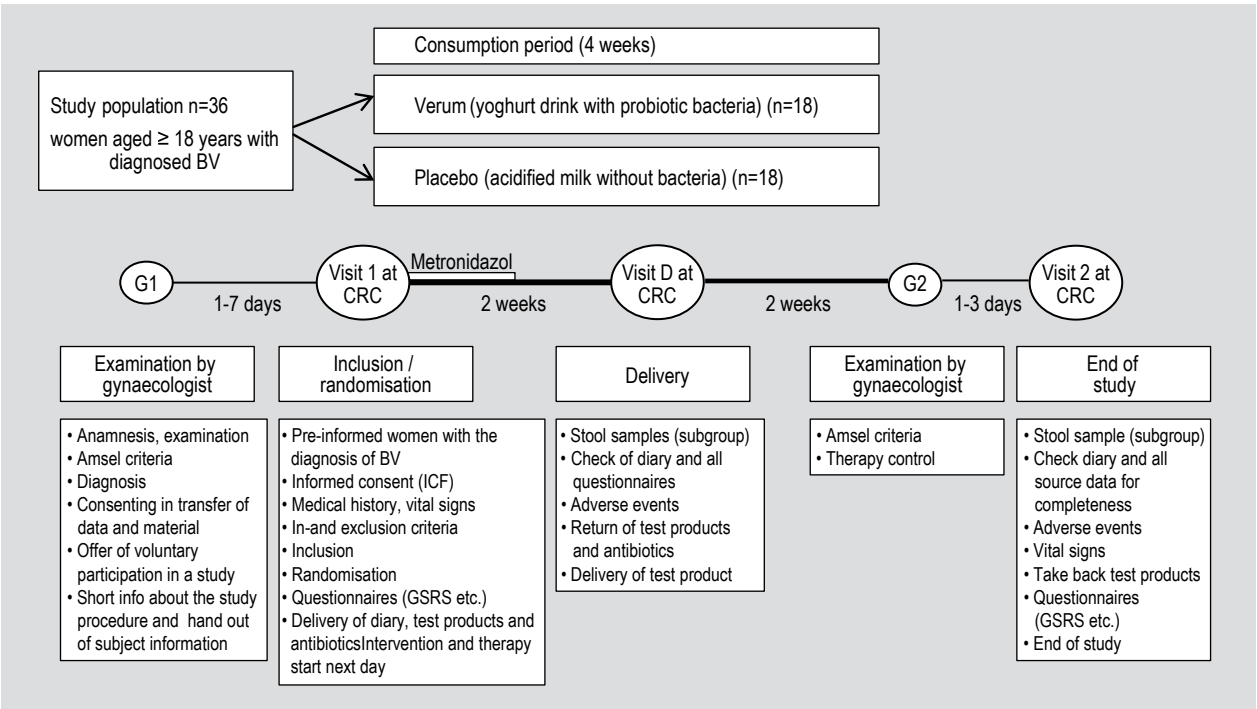 Consumption period (4 weeks)
Study population n=36
women aged ≥ 18 years with
diagnosed BV
Verum (yoghurt drink with probiotic bacteria) (n=18)
Placebo (acidified milk without bacteria) (n=18)
G1
1-7 days
Visit 1 at
CRC
Metronidazol
2 weeks
Visit D at
CRC
2 weeks
G2
1-3 days
Visit 2 at
CRC
Examination by
gynaecologist
Inclusion /
randomisation
Delivery
Examination by
gynaecologist
End of
study
• Anamnesis, examination
• Amsel criteria
• Diagnosis
• Consenting in transfer of
data and material
• Offer of voluntary
participation in a study
• Short info about the study
procedure and hand out
of subject information
• Pre-informed women with the
diagnosis of BV
• Informed consent (ICF)
• Medical history, vital signs
• In-and exclusion criteria
• Inclusion
• Randomisation
• Questionnaires (GSRS etc.)
• Delivery of diary, test products and
antibioticsIntervention and therapy
start next day
• Stool samples (subgroup)
• Check of diary and all
questionnaires
• Adverse events
• Return of test products
and antibiotics
• Delivery of test product
• Amsel criteria
• Therapy control
• Stool sample (subgroup)
• Check diary and all
source data for
completeness
• Adverse events
• Vital signs
• Take back test products
• Questionnaires
(GSRS etc.)
• End of study